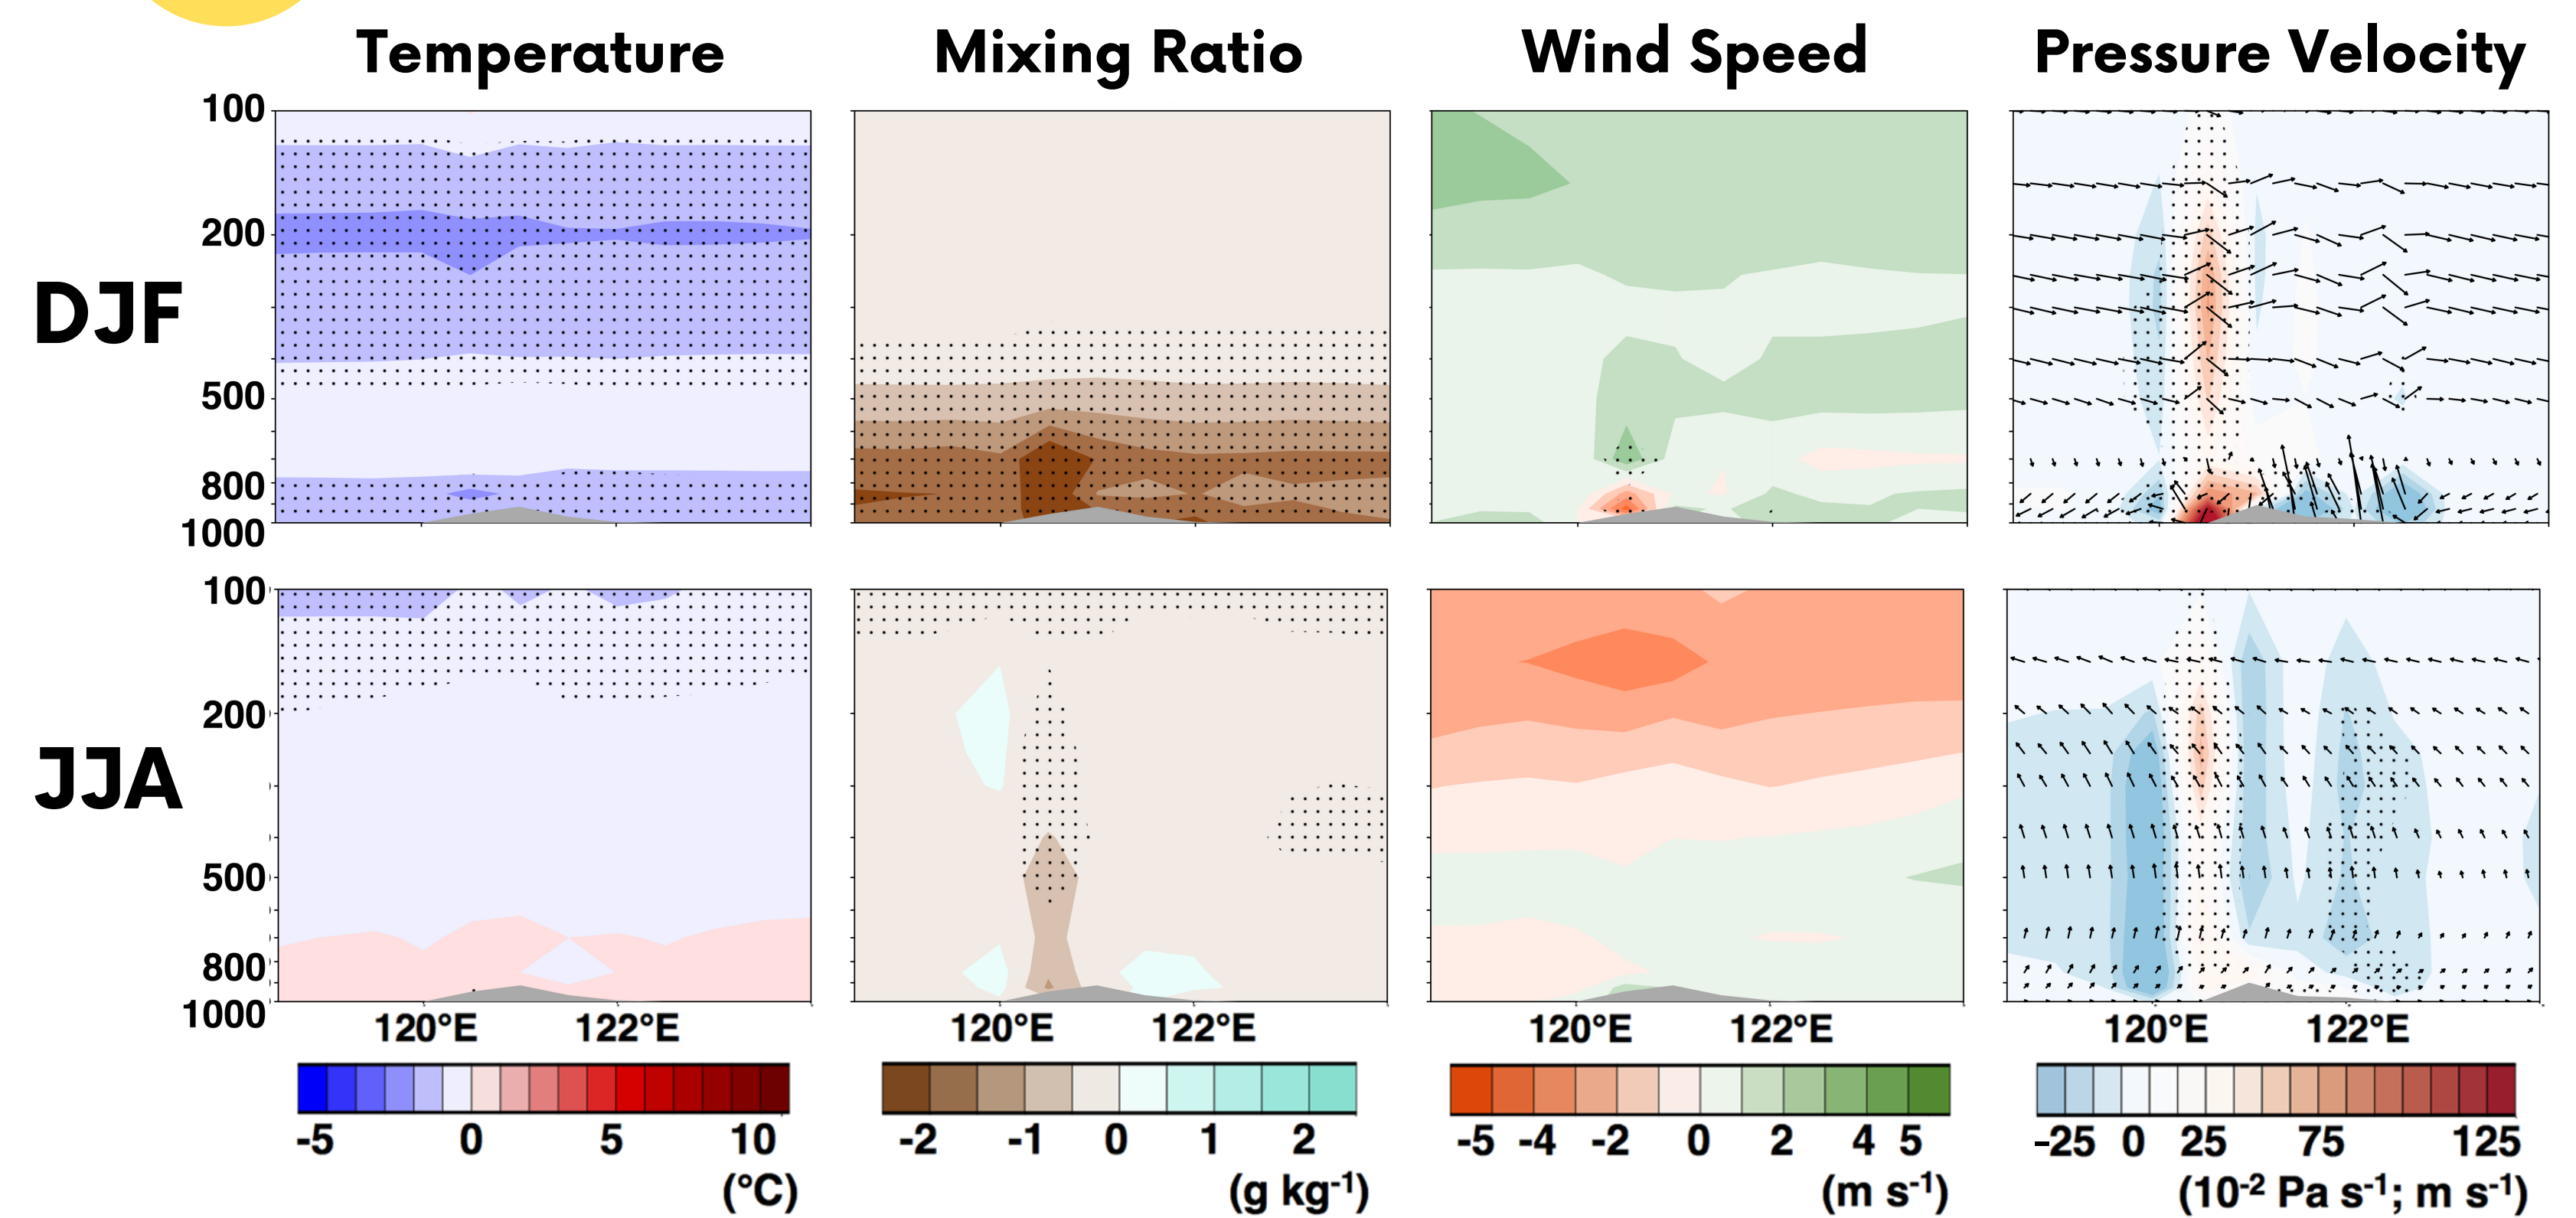 Temperature Mixing Ratio Wind Speed Pressure Velocity
DJF
100
200
500
800
1000
JJA
100
200
500
800
1000
120°E 122°E 120°E 122°E 120°E 122°E 120°E 122°E
-5 0 5 10 -2 -1 0 1 2 -5 -4 -2 0 2 4 5 -25 0 25 75 125
(°C) (g kg⁻¹) (m s⁻¹) (10⁻² Pa s⁻¹; m s⁻¹)